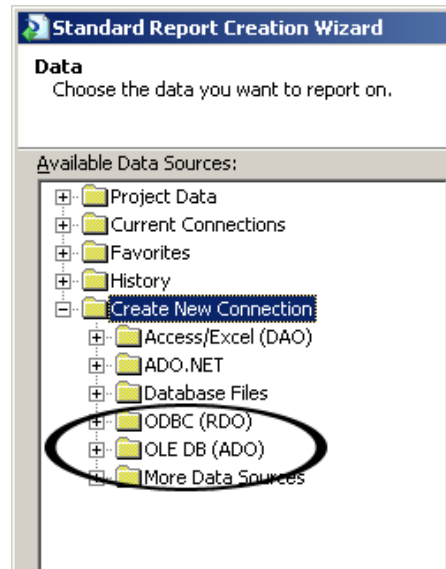 Standard Report Creation Wizard
Data
Choose the data you want to report on.
Available Data Sources:
Project Data
Current Connections
Favorites
History
Create New Connection
Access/Excel (DAO)
ADO.NET
Database Files
ODBC (RDO)
OLE DB (ADO)
More Data Sources